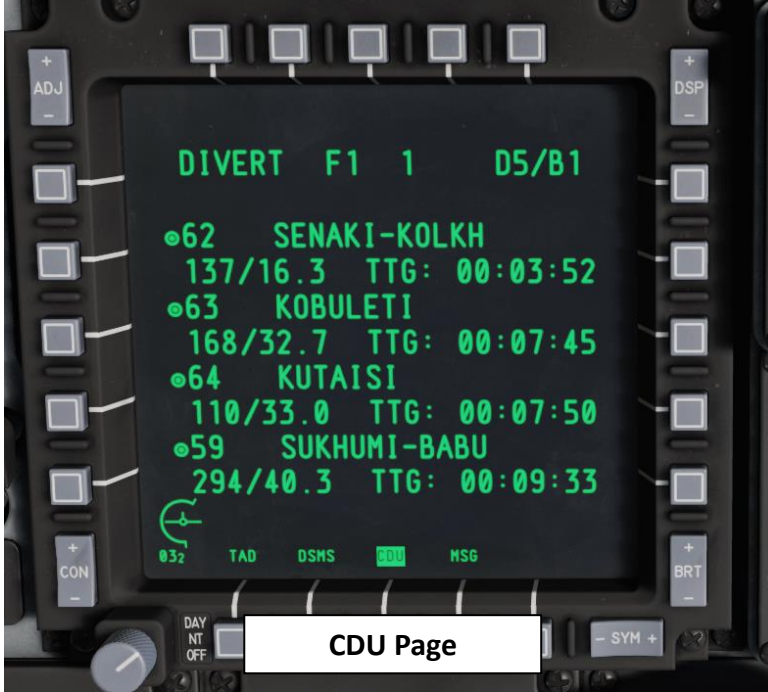 +
ADJ
-
+
DSP
-
DIVERT F1 1 D5/B1
62 SENAKI-KOLKH
137/16.3 TTG: 00:03:52
63 KOBULETI
168/32.7 TTG: 00:07:45
64 KUTAISI
110/33.0 TTG: 00:07:50
59 SUKHUMI-BABU
294/40.3 TTG: 00:09:33
032 TAD DSMS CDU MSG
+
CON
-
+
BRT
-
DAY
NT
OFF
CDU Page
- SYM +